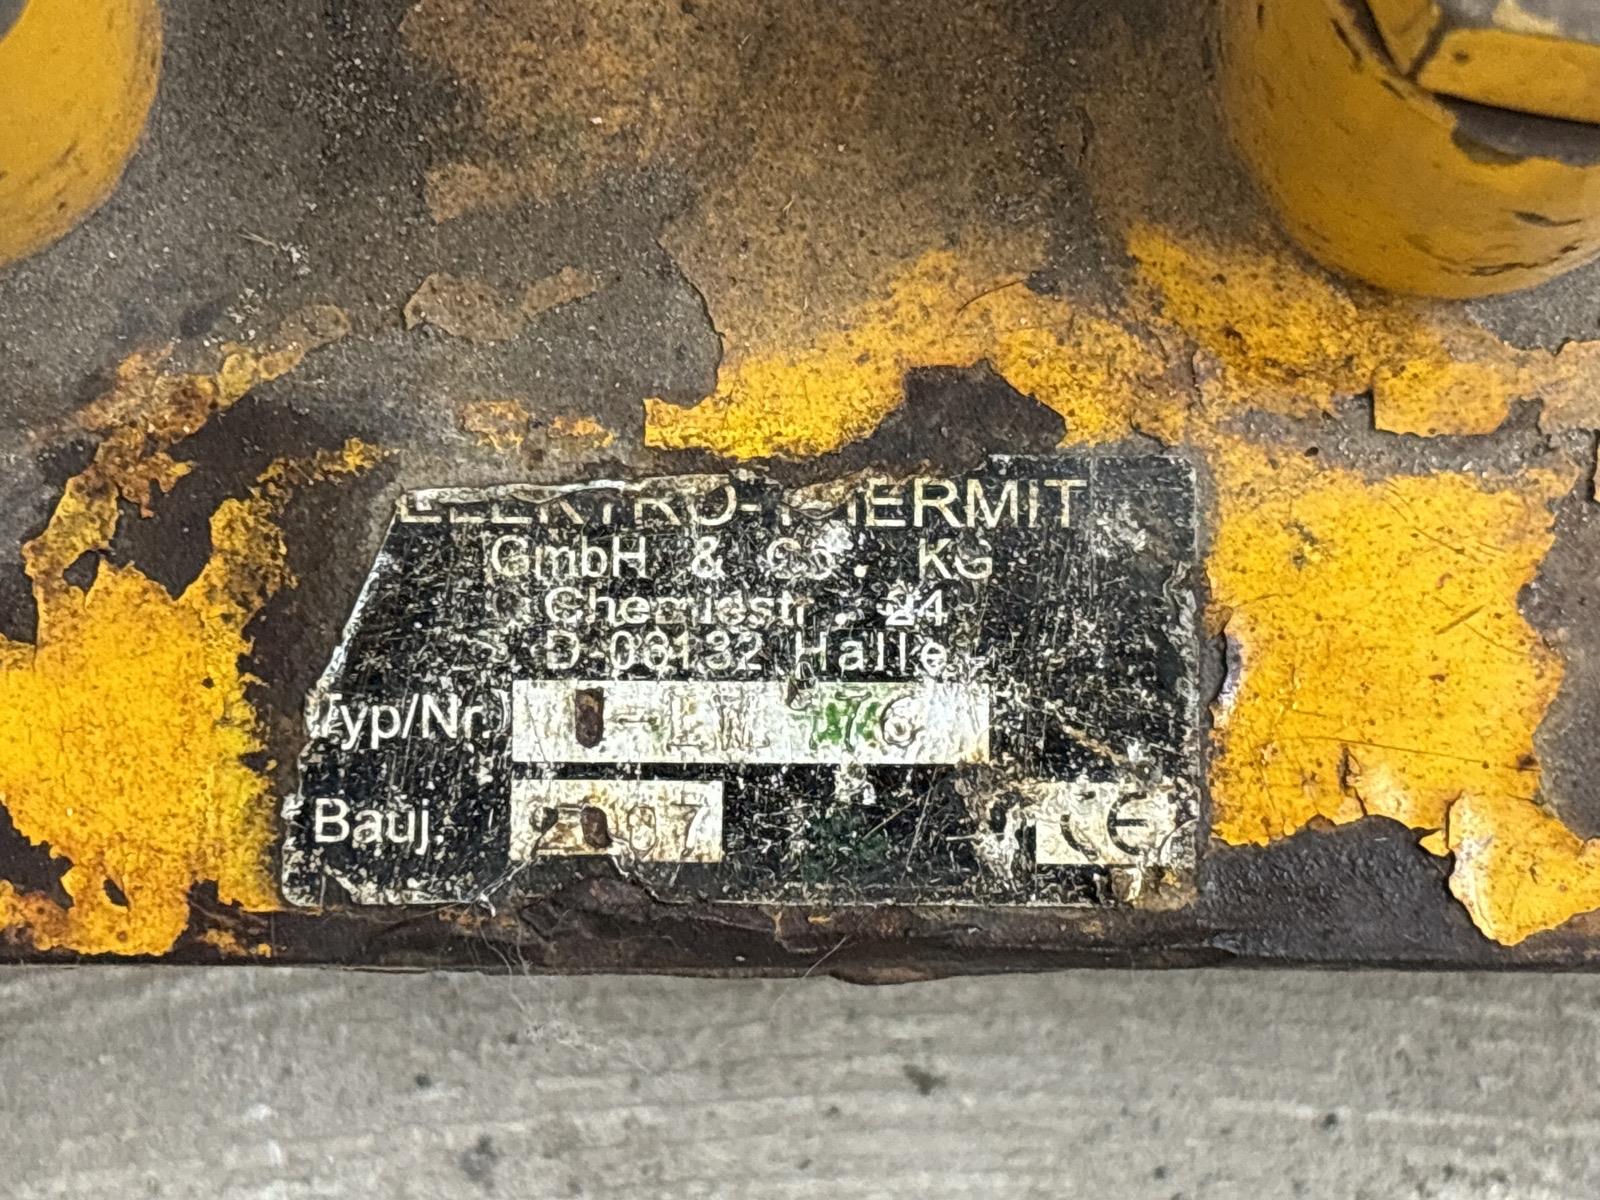 ELEKTRO-THERMIT
GmbH & Co. KG
Chemiestr. 24
D-06132 Halle
Typ/Nr.
Bauj. 2007
CE